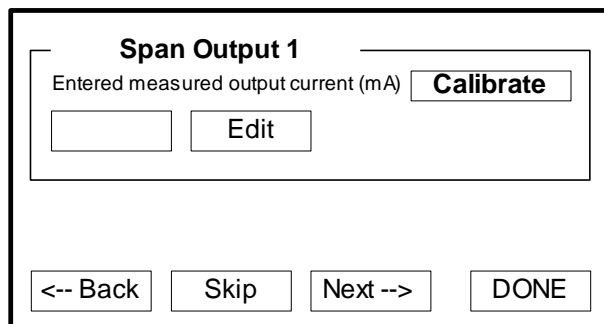 Span Output 1
Entered measured output current (mA) Calibrate
Edit
<-- Back Skip Next --> DONE